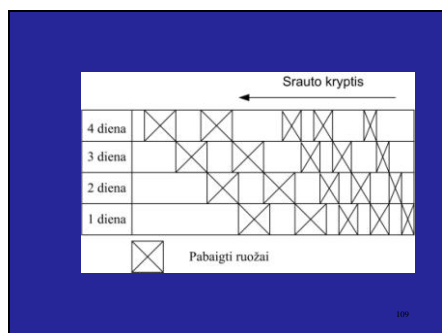 Srauto kryptis
4 diena
3 diena
2 diena
1 diena
Pabaigti ruožai
109